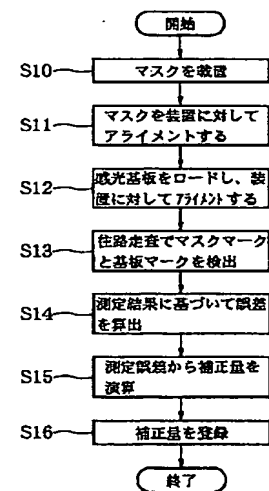 開始
S10
マスクを載置
S11
マスクを装置に対して
アライメントする
S12
感光基板をロードし、装
置に対してアライメントする
S13
往路走査でマスクマーク
と基板マークを検出
S14
測定結果に基づいて誤差
を算出
S15
測定誤差から補正量を
演算
S16
補正量を登録
終了